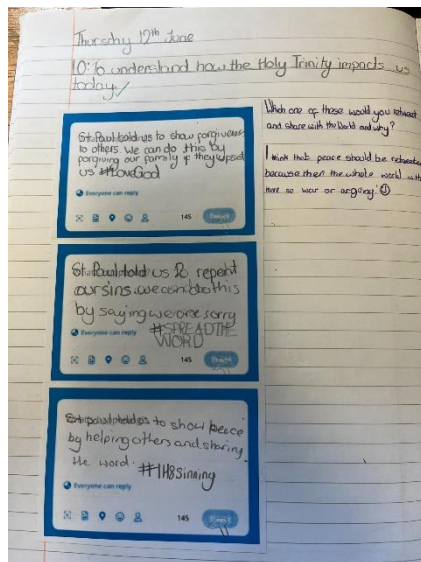 Thursday 12th June
LO: To understand how the Holy Trinity impacts us
today.
St. Paul told us to show forgiveness
to others. We can do this by
forgiving our family if they upset
us #ILoveGod
Everyone can reply
145
St. Paul told us to repent
our sins. we can do this
by saying we are sorry
#SPREAD THE
WORD
Everyone can reply
145
St paul told us to show peace
by helping others and sharing
the word. #IH8sinning
Everyone can reply
145
Which one of these would you retweet
and share with the World and why?
I think that peace should be retweeted
because then the whole world will
have no war or arguing